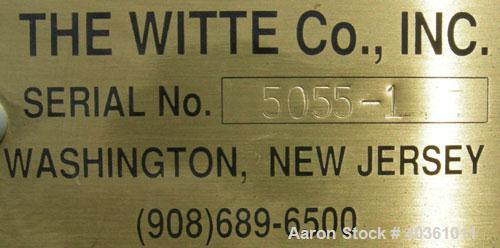 THE WITTE Co., INC.
SERIAL No. 5055-1
WASHINGTON, NEW JERSEY
(908)689-6500
Aaron Stock #